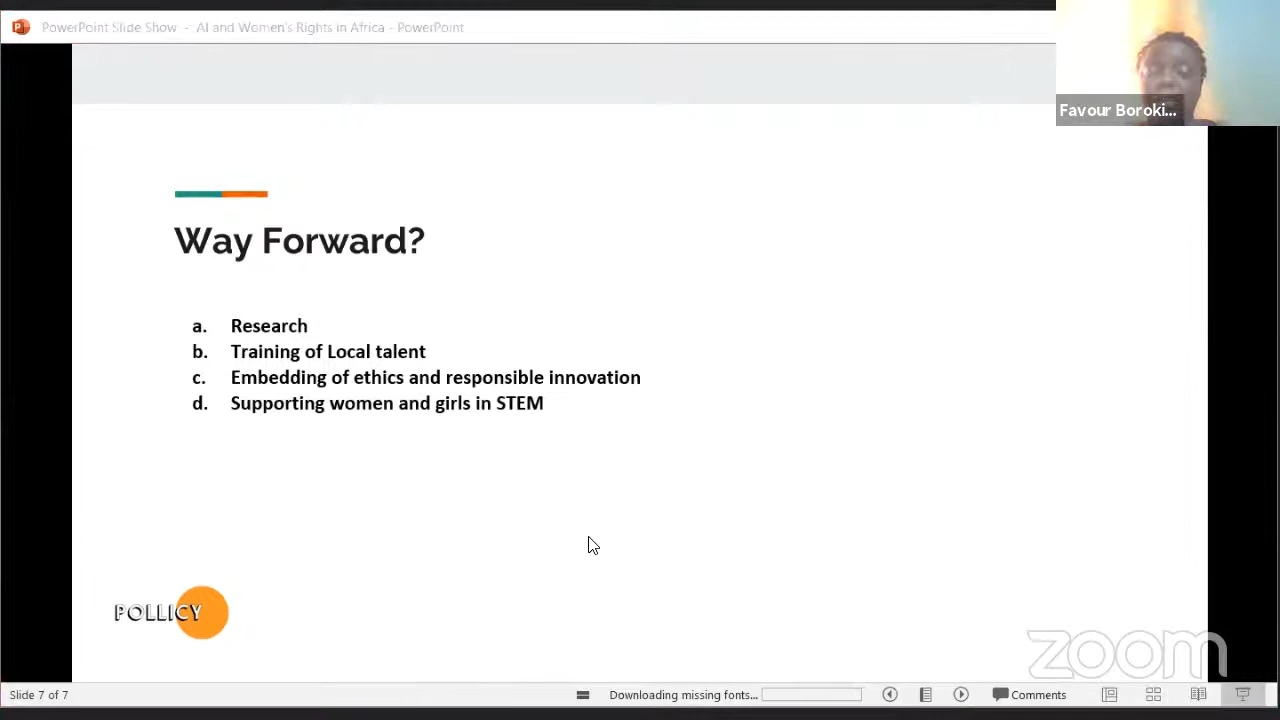 PowerPoint Slide Show - AI and Women's Rights in Africa - PowerPoint
Favour Boroki...
Way Forward?
a. Research
b. Training of Local talent
c. Embedding of ethics and responsible innovation
d. Supporting women and girls in STEM
POLLICY
zoom
Slide 7 of 7
Downloading missing fonts...
Comments